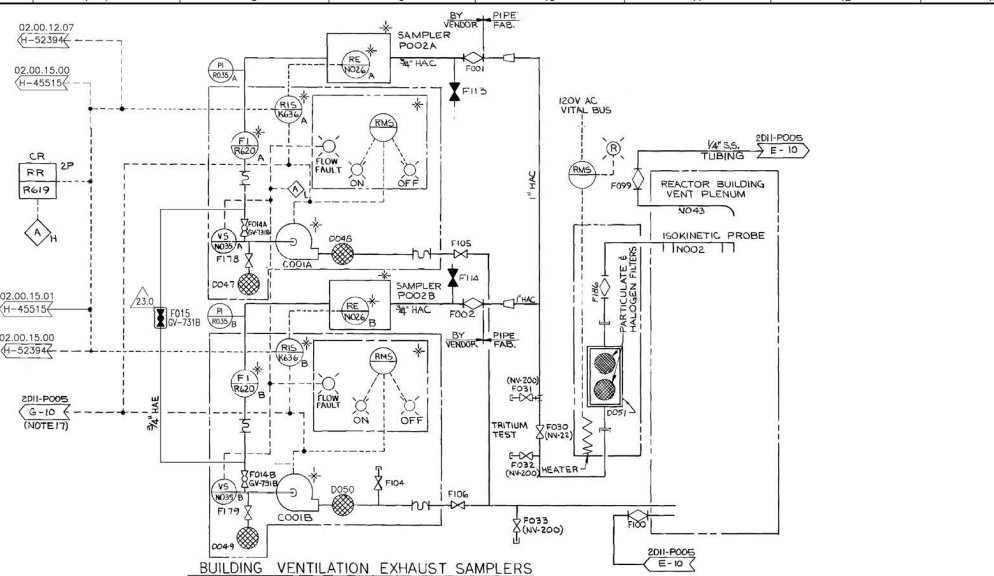 02.00.12.07
H-52394
02.00.15.00
H-45515
CR
RR
R619
2P
A
H
02.00.15.01
H-45515
02.00.15.00
H-52394
2D11-P005
G-10
(NOTE 17)
23.0
F015
GV-731B
3/4" HAE
BY VENDOR
PIPE FAB.
SAMPLER
P002A
3/4" HAC
RE
N026
A
PI
R035
A
F001
F113
RIS
K636
A
RMS
FLOW FAULT
ON
OFF
FI
R620
A
A
L
F014A
GV-731B
VS
N035
A
F178
D047
C001A
D048
F105
F114
SAMPLER
P002B
3/4" HAC
RE
N026
B
PI
R035
B
F002
1" HAC
1" HAC
BY VENDOR
PIPE FAB.
RIS
K636
B
RMS
FLOW FAULT
ON
OFF
FI
R620
B
F014B
GV-731B
VS
N035
B
F179
D049
C001B
D050
F104
F106
120V AC
VITAL BUS
RMS
R
1/4" S.S.
TUBING
2D11-P005
E-10
F099
REACTOR BUILDING
VENT PLENUM
N043
ISOKINETIC PROBE
N002
F186
PARTICULATE &
HALOGEN FILTERS
D051
(NV-200)
F031
TRITIUM
TEST
F030
(NV-22)
F032
(NV-200)
HEATER
F033
(NV-200)
F100
2D11-P005
E-10
BUILDING VENTILATION EXHAUST SAMPLERS